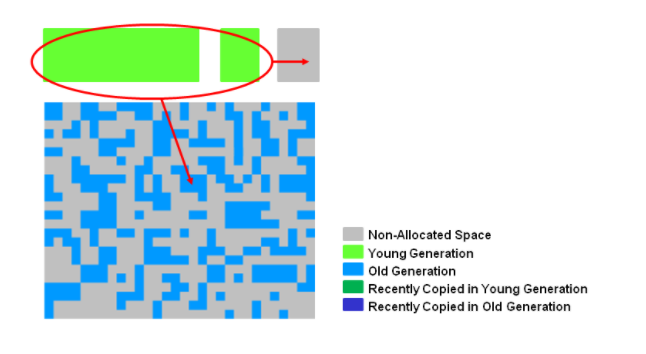 Non-Allocated Space
Young Generation
Old Generation
Recently Copied in Young Generation
Recently Copied in Old Generation